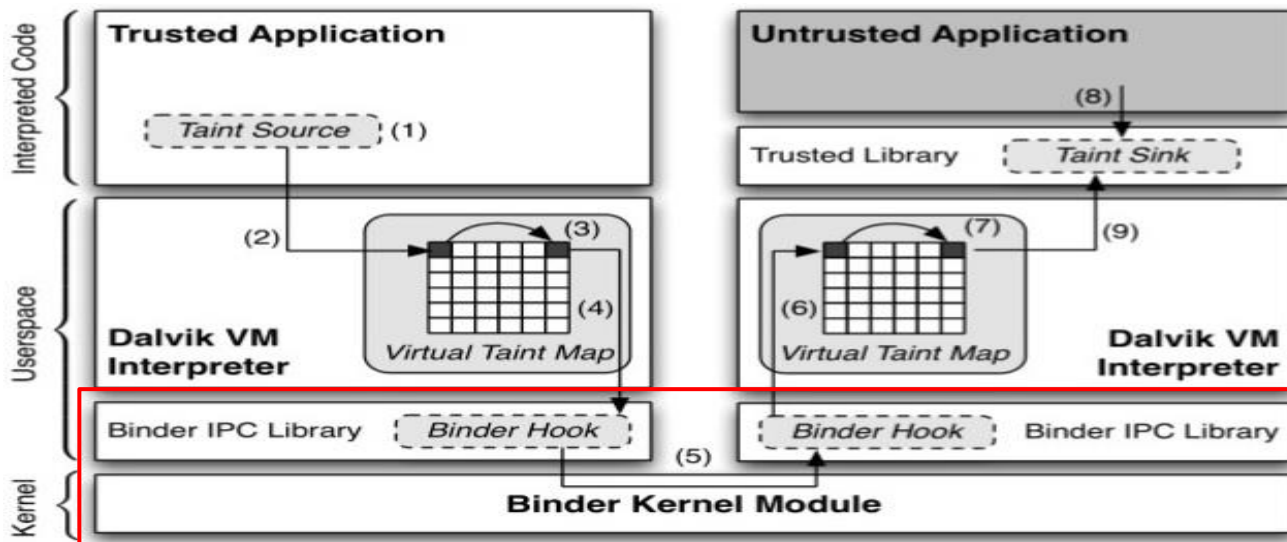 Interpreted Code
Trusted Application
Taint Source (1)
Untrusted Application
(8)
Trusted Library Taint Sink
Userspace
(2)
(3)
(4)
Virtual Taint Map
Dalvik VM
Interpreter
(7)
(9)
(6)
Virtual Taint Map
Dalvik VM
Interpreter
Binder IPC Library Binder Hook
(5)
Binder Hook Binder IPC Library
Kernel
Binder Kernel Module